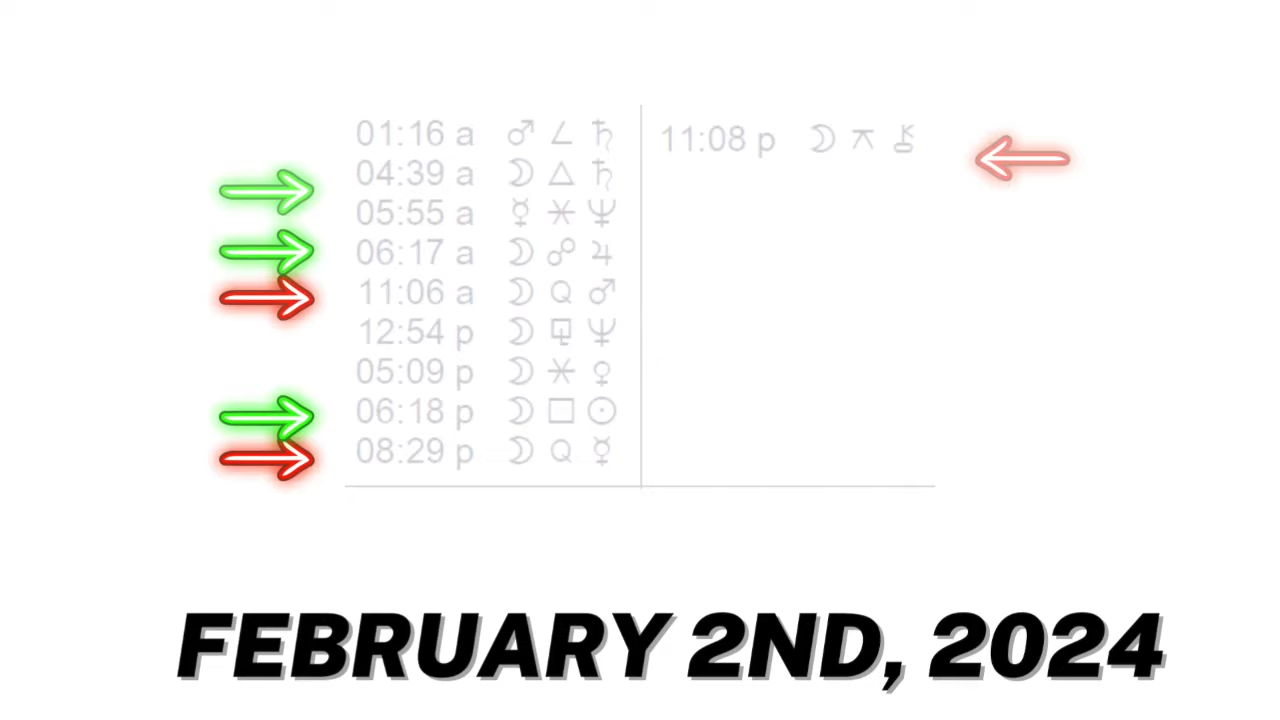 01:16 a ♂ ∠ ♄
04:39 a ☽ △ ♄
05:55 a ☿ ⚹ ♆
06:17 a ☽ ☍ ♃
11:06 a ☽ Q ♂
12:54 p ☽ ⚼ ♆
05:09 p ☽ ⚹ ♀
06:18 p ☽ □ ☉
08:29 p ☽ Q ☿
11:08 p ☽ ⚻ ⚷
FEBRUARY 2ND, 2024